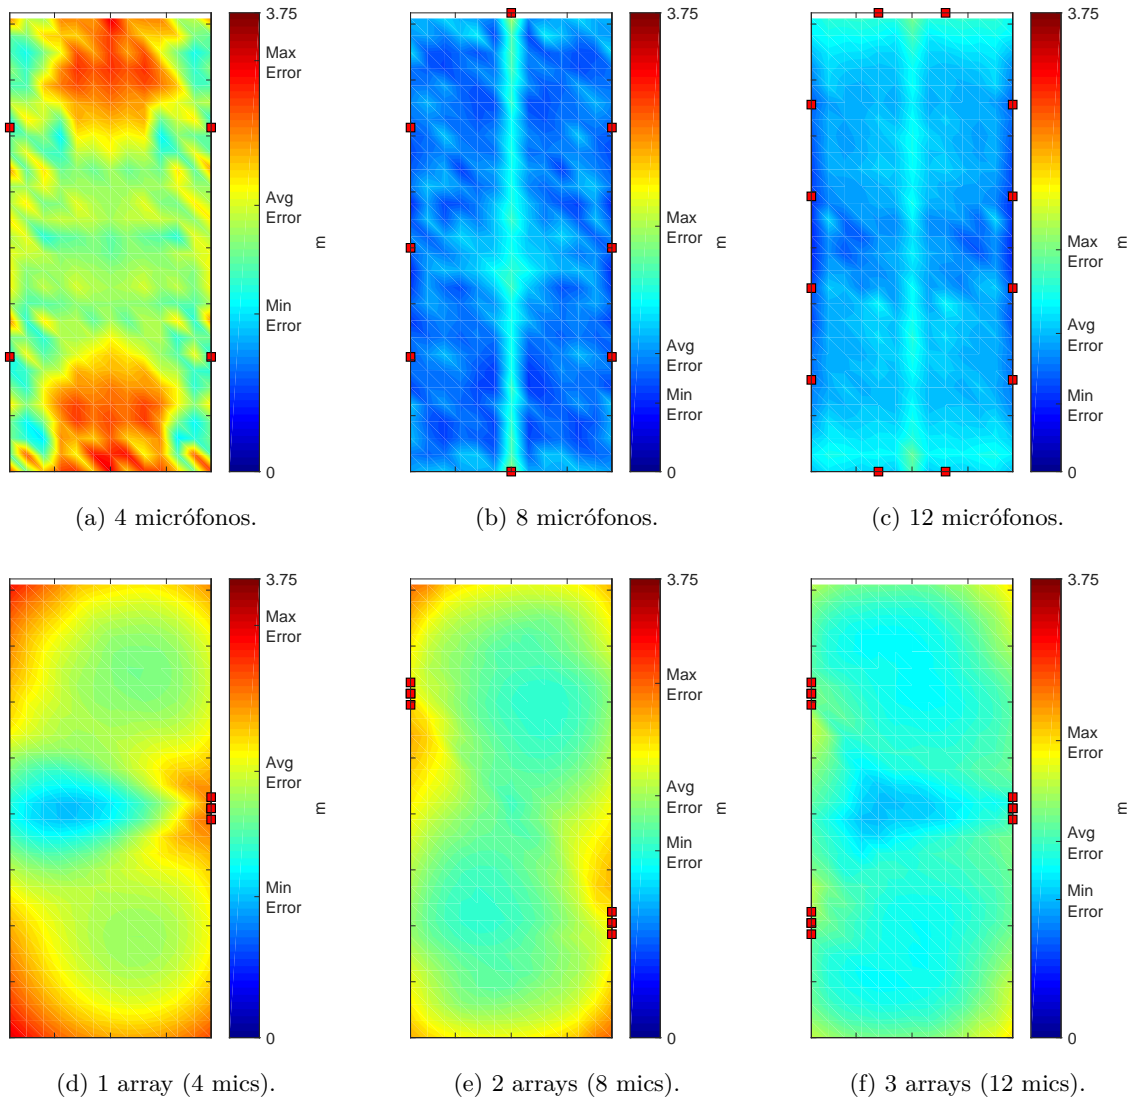 3.75
Max
Error
Avg
Error
Min
Error
0
m
(a) 4 micrófonos.
3.75
Max
Error
Avg
Error
Min
Error
0
m
(b) 8 micrófonos.
3.75
Max
Error
Avg
Error
Min
Error
0
m
(c) 12 micrófonos.
3.75
Max
Error
Avg
Error
Min
Error
0
m
(d) 1 array (4 mics).
3.75
Max
Error
Avg
Error
Min
Error
0
m
(e) 2 arrays (8 mics).
3.75
Max
Error
Avg
Error
Min
Error
0
m
(f) 3 arrays (12 mics).